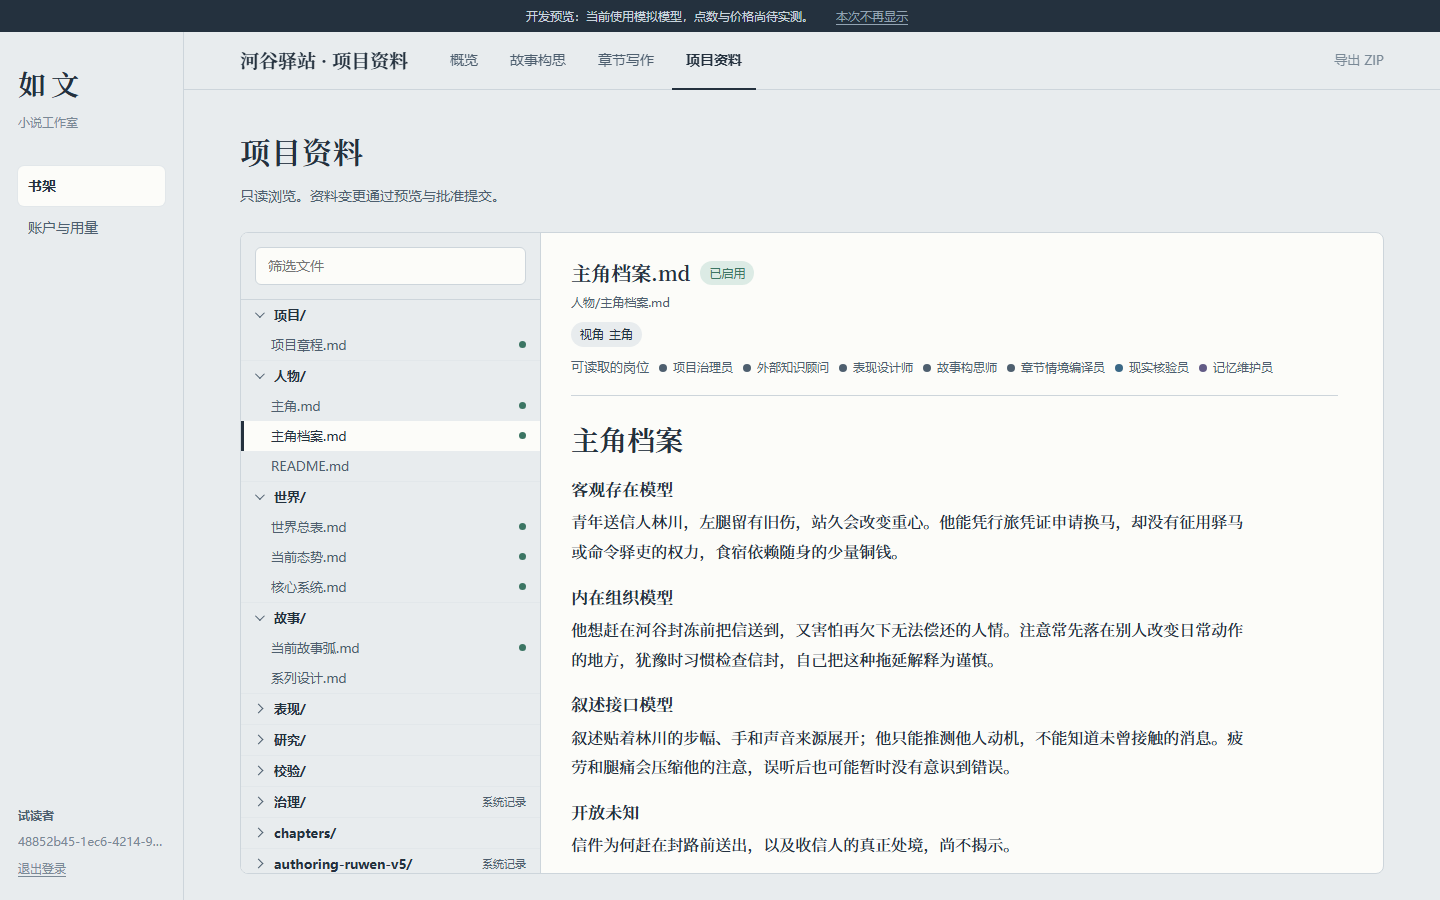 开发预览：当前使用模拟模型，点数与价格尚待实测。 本次不再显示
如文
小说工作室
书架
账户与用量
试读者
48852b45-1ec6-4214-9...
退出登录
河谷驿站 · 项目资料 概览 故事构思 章节写作 项目资料 导出 ZIP
项目资料
只读浏览。资料变更通过预览与批准提交。
筛选文件
项目/
项目章程.md
人物/
主角.md
主角档案.md
README.md
世界/
世界总表.md
当前态势.md
核心系统.md
故事/
当前故事弧.md
系列设计.md
表现/
研究/
校验/
治理/ 系统记录
chapters/
authoring-ruwen-v5/ 系统记录
主角档案.md 已启用
人物/主角档案.md
视角 主角
可读取的岗位 项目治理员 外部知识顾问 表现设计师 故事构思师 章节情境编译员 现实核验员 记忆维护员
主角档案
客观存在模型
青年送信人林川，左腿留有旧伤，站久会改变重心。他能凭行旅凭证申请换马，却没有征用驿马
或命令驿吏的权力，食宿依赖随身的少量铜钱。
内在组织模型
他想赶在河谷封冻前把信送到，又害怕再欠下无法偿还的人情。注意常先落在别人改变日常动作
的地方，犹豫时习惯检查信封，自己把这种拖延解释为谨慎。
叙述接口模型
叙述贴着林川的步幅、手和声音来源展开；他只能推测他人动机，不能知道未曾接触的消息。疲
劳和腿痛会压缩他的注意，误听后也可能暂时没有意识到错误。
开放未知
信件为何赶在封路前送出，以及收信人的真正处境，尚不揭示。